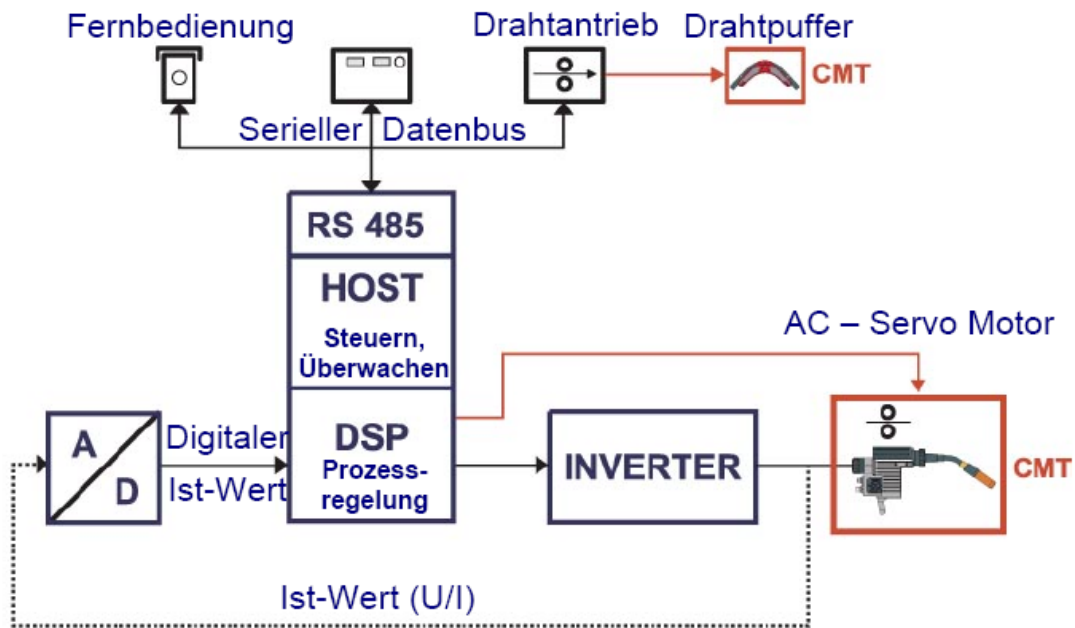 Fernbedienung
Drahtantrieb
Drahtpuffer
CMT
Serieller Datenbus
RS 485
HOST
Steuern,
Überwachen
AC – Servo Motor
A
D
Digitaler
Ist-Wert
DSP
Prozess-
regelung
INVERTER
CMT
Ist-Wert (U/I)